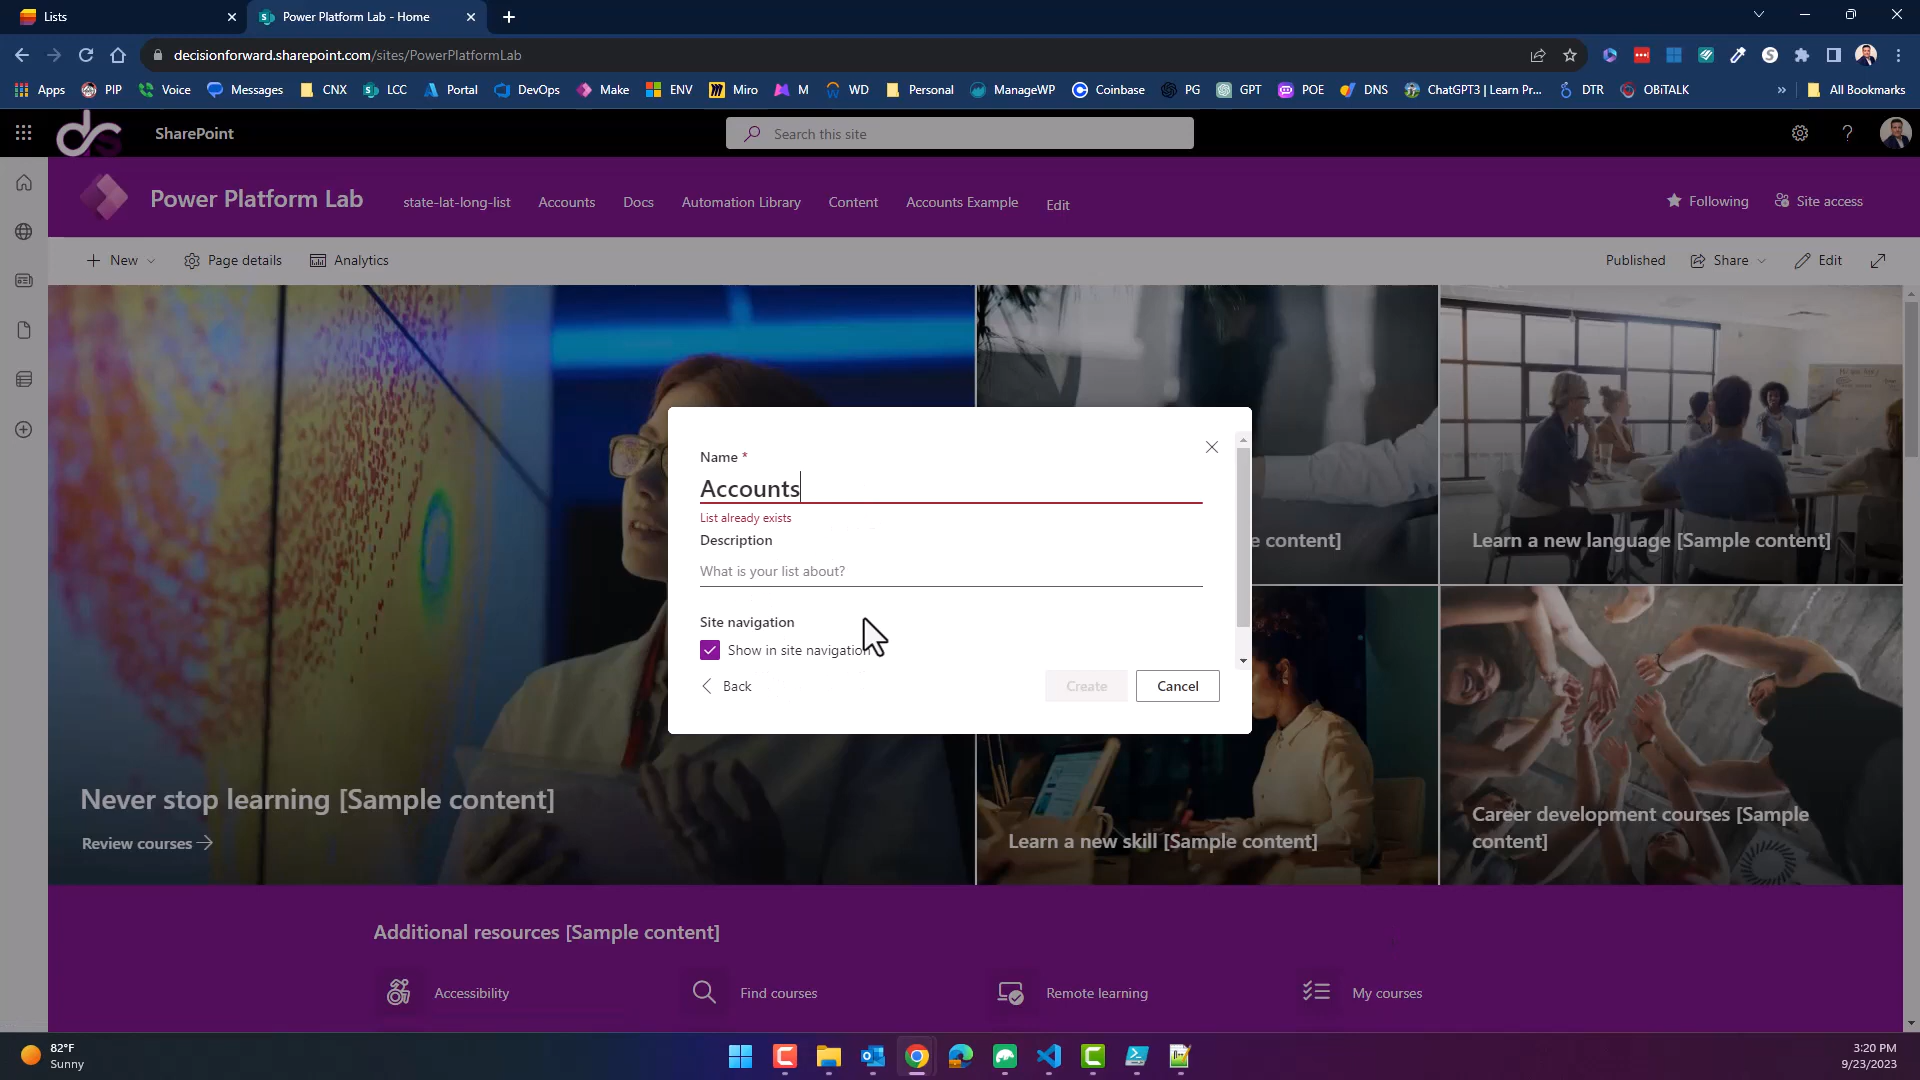 Lists
Power Platform Lab - Home
decisionforward.sharepoint.com/sites/PowerPlatformLab
Apps
PIP
Voice
Messages
CNX
LCC
Portal
DevOps
Make
ENV
Miro
M
WD
Personal
ManageWP
Coinbase
PG
GPT
POE
DNS
ChatGPT3 | Learn Pr...
DTR
OBiTALK
»
All Bookmarks
SharePoint
Search this site
Power Platform Lab
state-lat-long-list
Accounts
Docs
Automation Library
Content
Accounts Example
Edit
Following
Site access
New
Page details
Analytics
Published
Share
Edit
Name *
Accounts
List already exists
Description
What is your list about?
Site navigation
Show in site navigation
Back
Create
Cancel
e content]
Learn a new language [Sample content]
Never stop learning [Sample content]
Review courses
Learn a new skill [Sample content]
Career development courses [Sample
content]
Additional resources [Sample content]
Accessibility
Find courses
Remote learning
My courses
82°F
Sunny
3:20 PM
9/23/2023